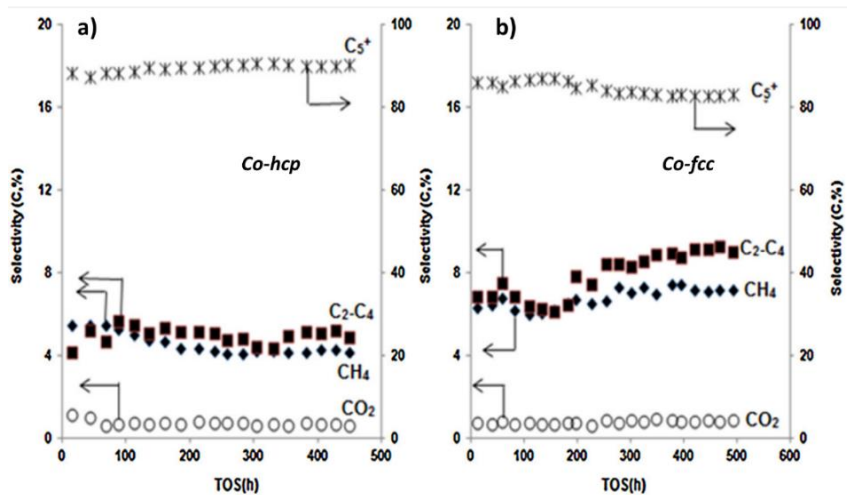 a)
20
16
12
8
4
0
Selectivity (C,%)
100
80
60
40
20
0
Selectivity (C,%)
C₅⁺
Co-hcp
C₂-C₄
CH₄
CO₂
0 100 200 300 400 500
TOS(h)
b)
20
16
12
8
4
0
Selectivity (C,%)
100
80
60
40
20
0
Selectivity (C,%)
C₅⁺
Co-fcc
C₂-C₄
CH₄
CO₂
0 100 200 300 400 500 600
TOS(h)